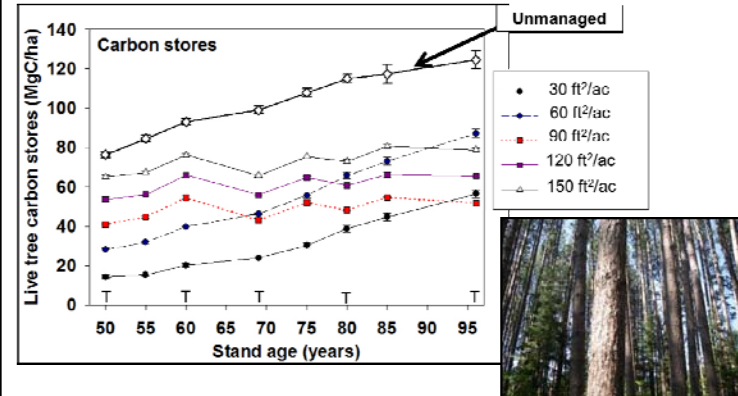 Unmanaged
Carbon stores
Live tree carbon stores (MgC/ha)
140
120
100
80
60
40
20
0
T T T T T
50 55 60 65 70 75 80 85 90 95
Stand age (years)
30 ft²/ac
60 ft²/ac
90 ft²/ac
120 ft²/ac
150 ft²/ac